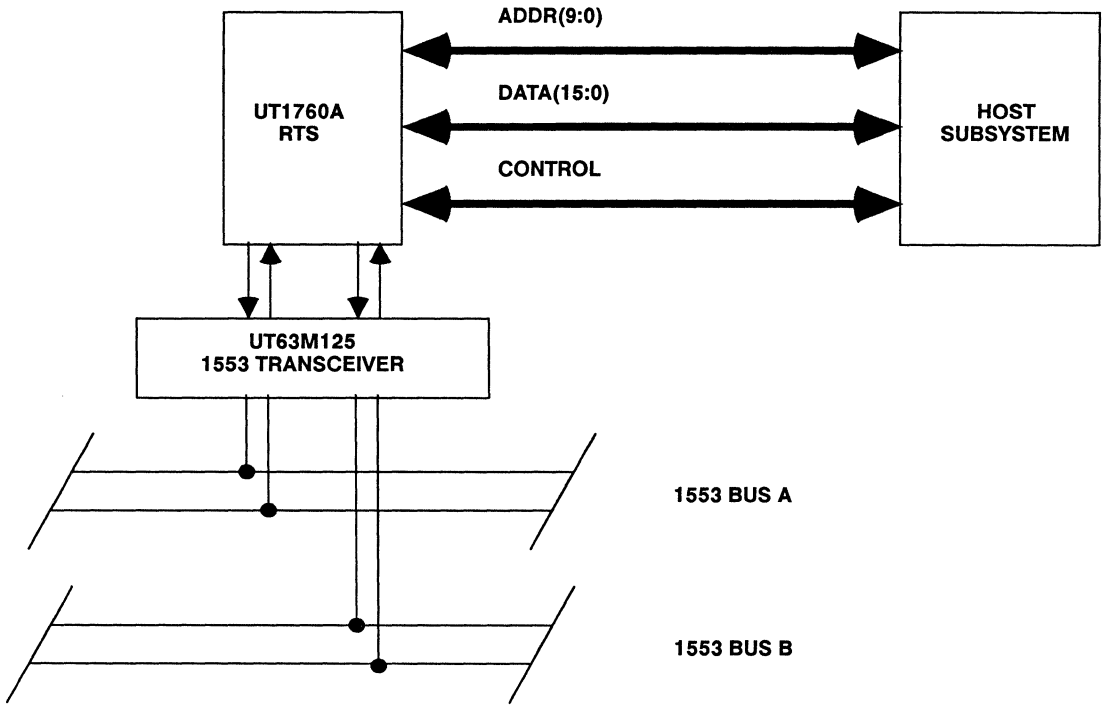 ADDR(9:0)
DATA(15:0)
CONTROL
UT1760A
RTS
HOST
SUBSYSTEM
UT63M125
1553 TRANSCEIVER
1553 BUS A
1553 BUS B